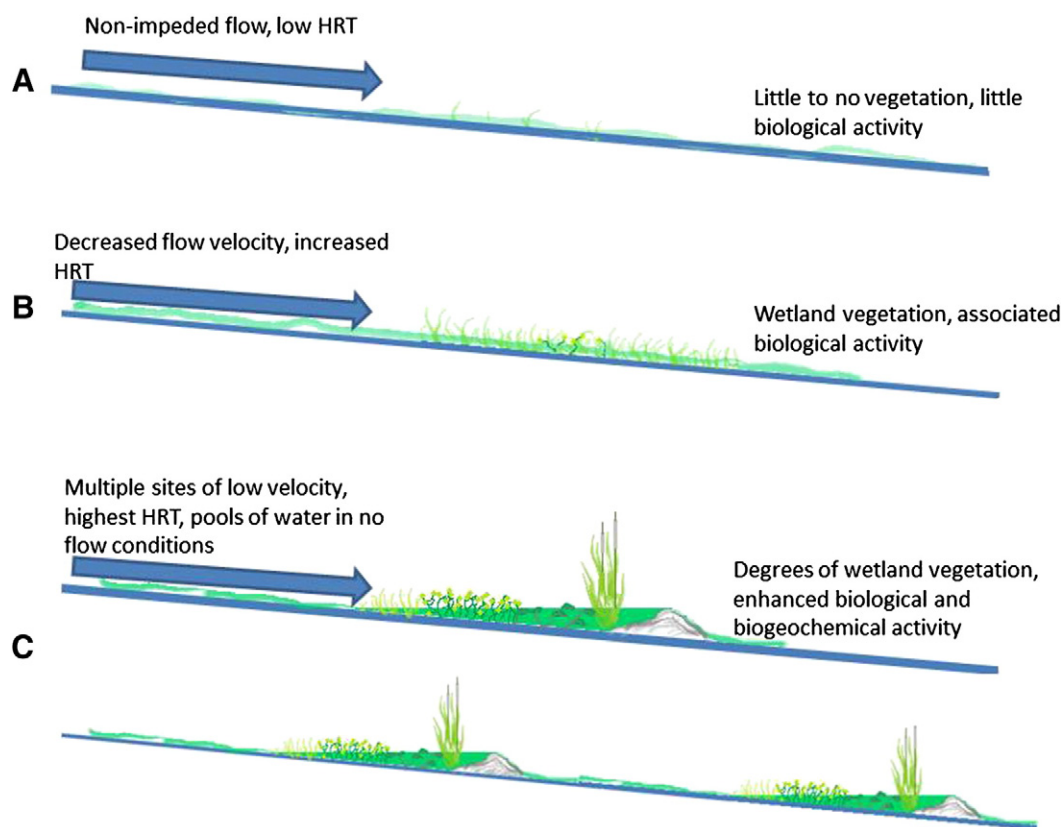 Non-impeded flow, low HRT
A
Little to no vegetation, little
biological activity
Decreased flow velocity, increased
HRT
B
Wetland vegetation, associated
biological activity
Multiple sites of low velocity,
highest HRT, pools of water in no
flow conditions
Degrees of wetland vegetation,
enhanced biological and
biogeochemical activity
C